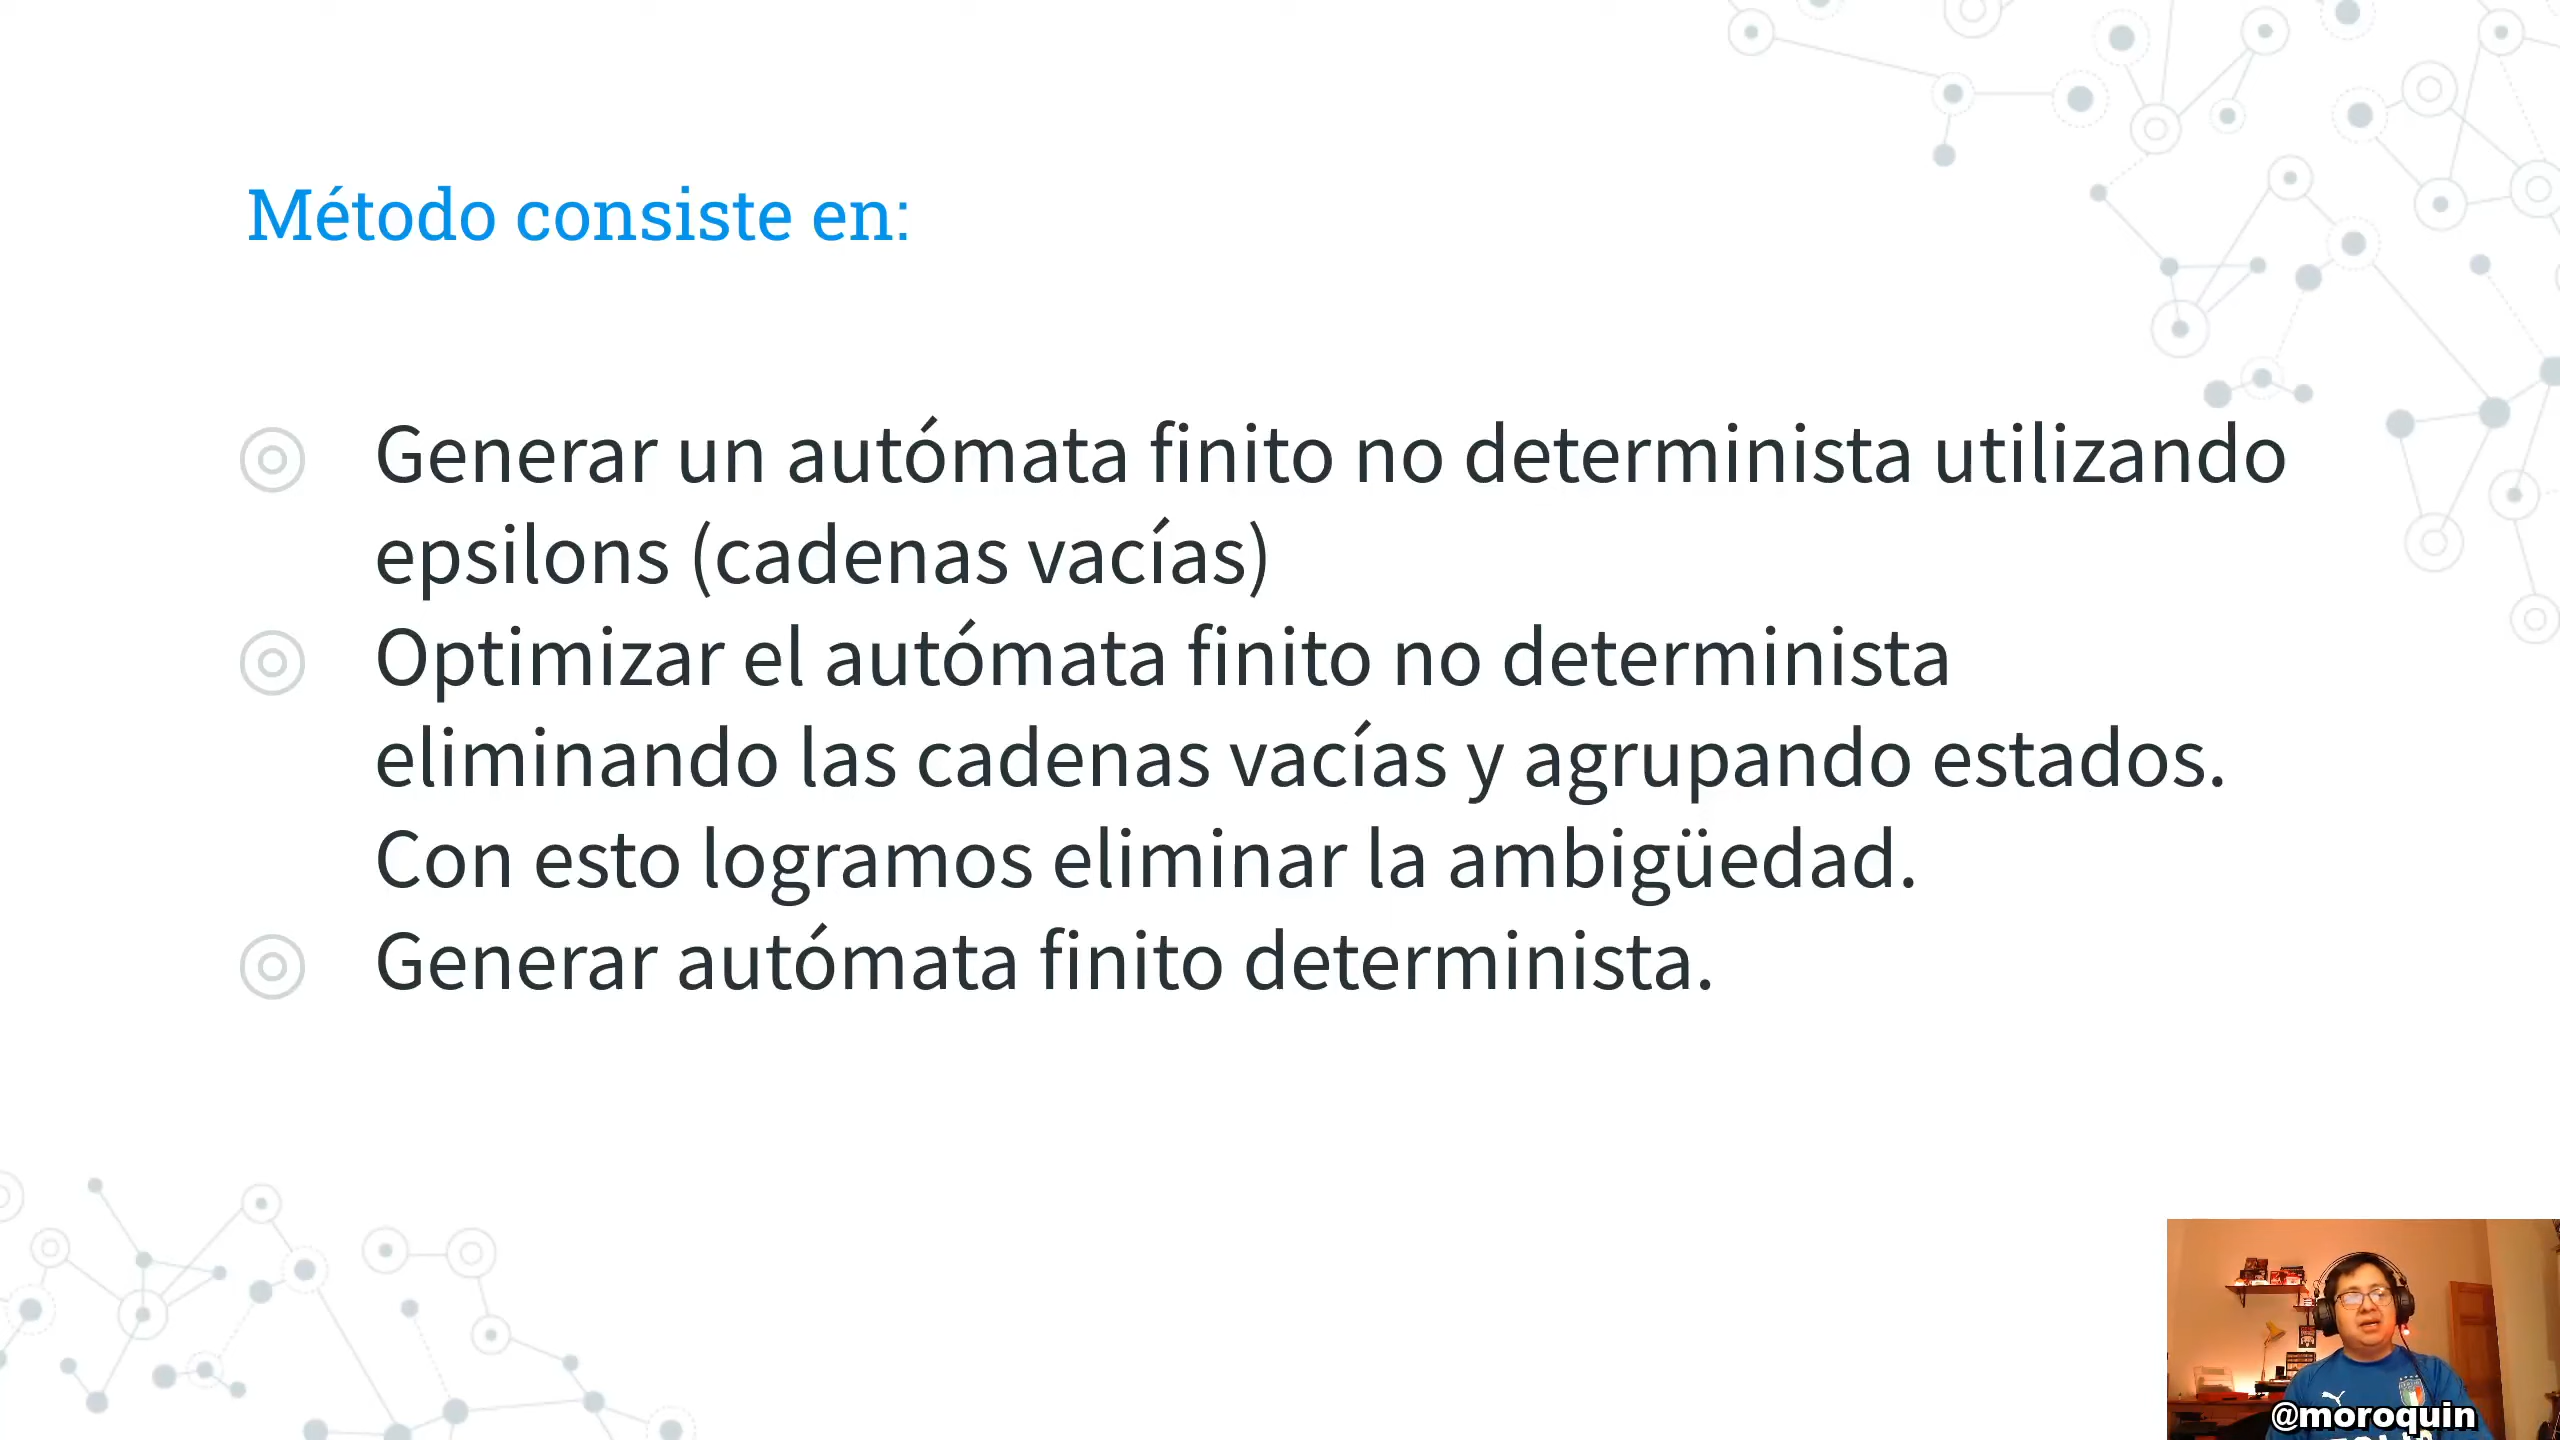 Método consiste en:
Generar un autómata finito no determinista utilizando
epsilons (cadenas vacías)
Optimizar el autómata finito no determinista
eliminando las cadenas vacías y agrupando estados.
Con esto logramos eliminar la ambigüedad.
Generar autómata finito determinista.
@moroquin